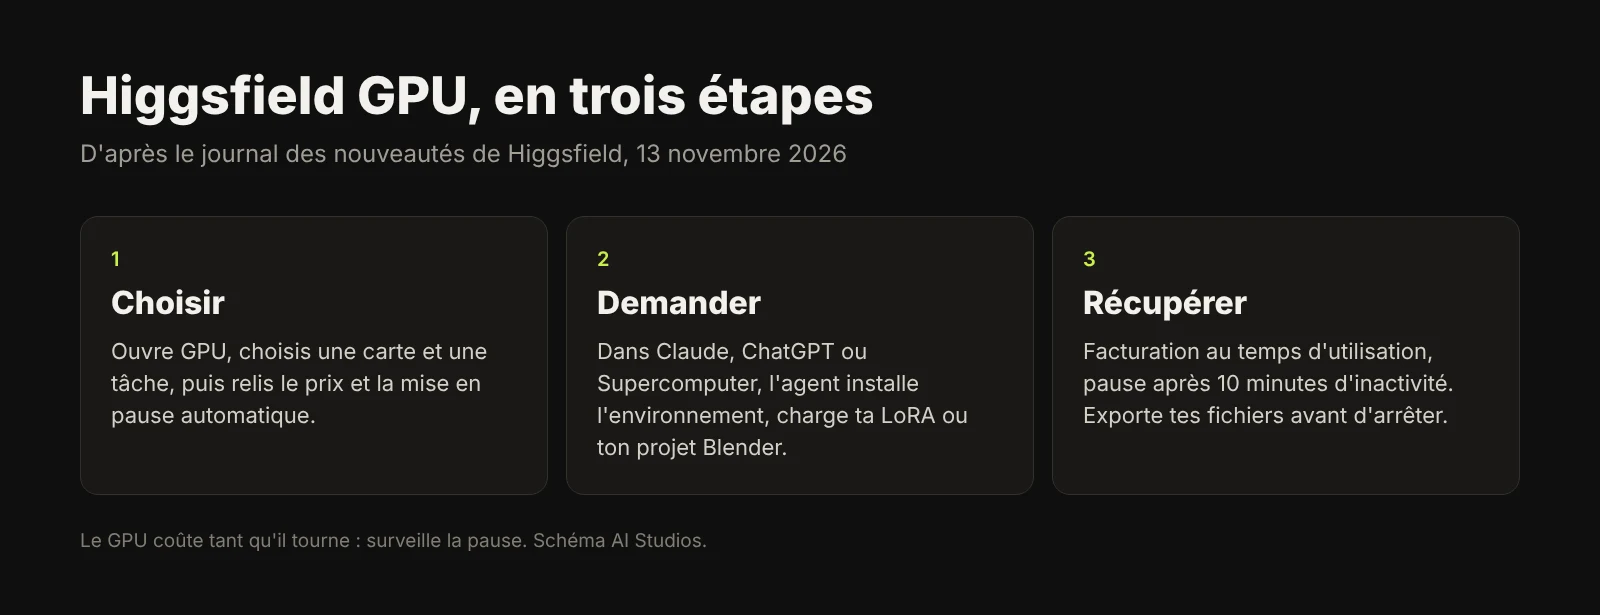 Higgsfield GPU, en trois étapes
D'après le journal des nouveautés de Higgsfield, 13 novembre 2026
1
Choisir
Ouvre GPU, choisis une carte et une
tâche, puis relis le prix et la mise en
pause automatique.
2
Demander
Dans Claude, ChatGPT ou
Supercomputer, l'agent installe
l'environnement, charge ta LoRA ou
ton projet Blender.
3
Récupérer
Facturation au temps d'utilisation,
pause après 10 minutes d'inactivité.
Exporte tes fichiers avant d'arrêter.
Le GPU coûte tant qu'il tourne : surveille la pause. Schéma AI Studios.